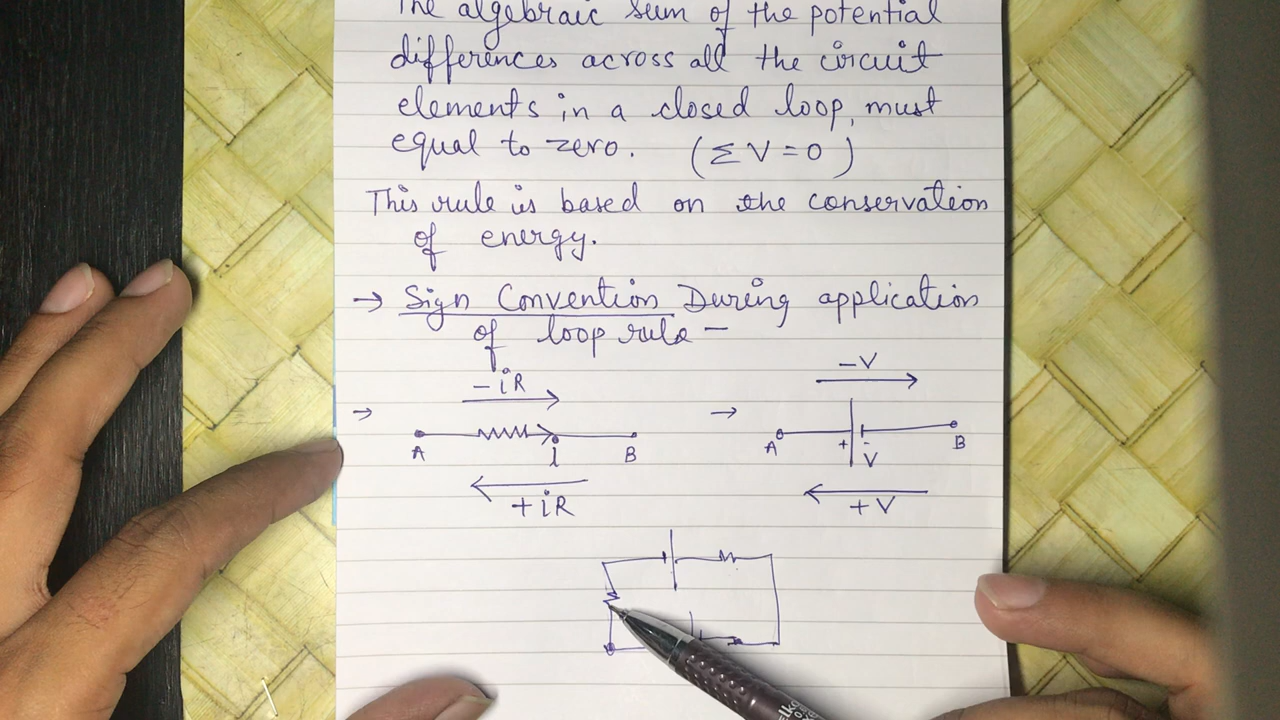 The algebraic sum of the potential
differences across all the circuit
elements in a closed loop, must
equal to zero. (ΣV=0)
This rule is based on the conservation
of energy.
→ Sign Convention During application
of loop rule —
-iR
→
A
i
B
+iR
-V
→
A
+
-
V
B
+V